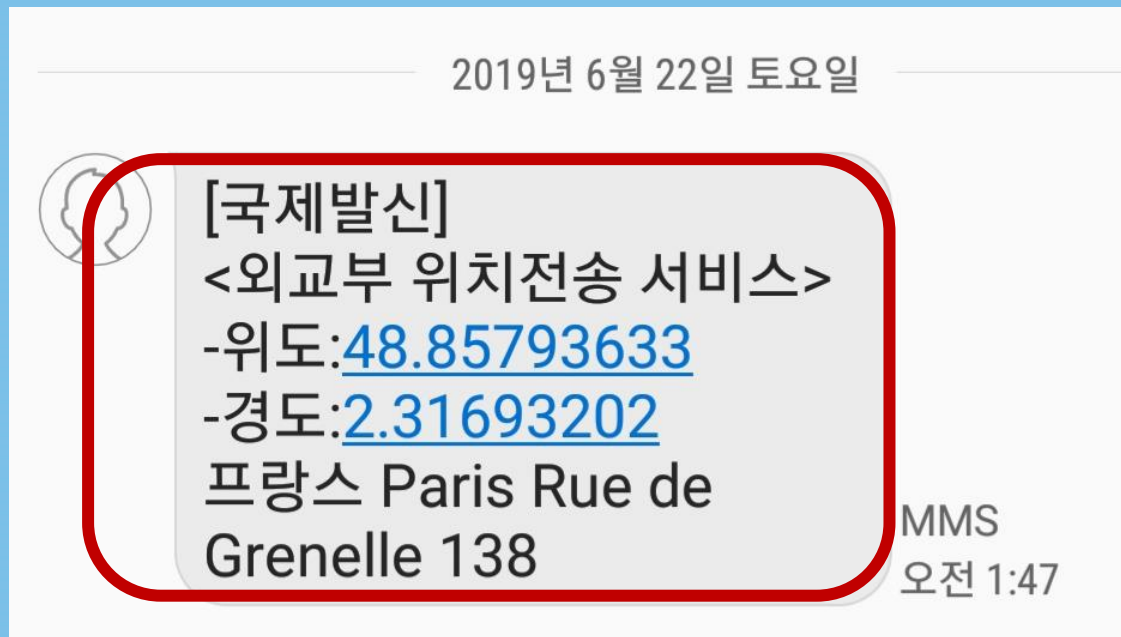 2019년 6월 22일 토요일
[국제발신]
<외교부 위치전송 서비스>
-위도:48.85793633
-경도:2.31693202
프랑스 Paris Rue de
Grenelle 138
MMS
오전 1:47